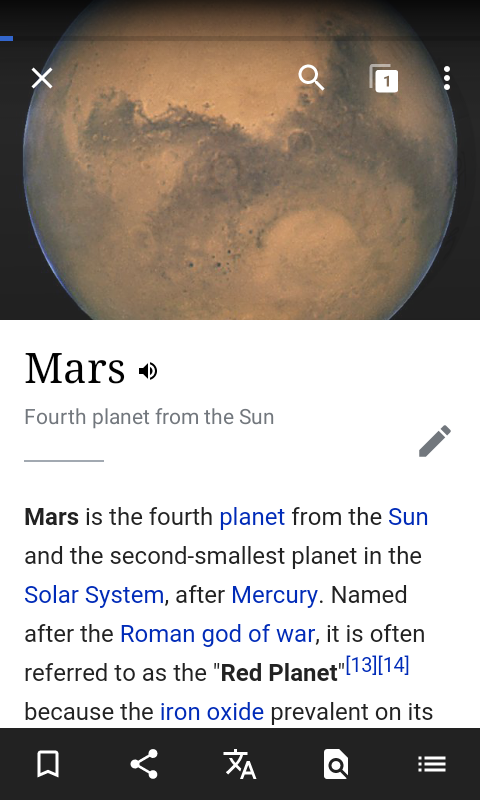 1
Mars
Fourth planet from the Sun
Mars is the fourth planet from the Sun
and the second-smallest planet in the
Solar System, after Mercury. Named
after the Roman god of war, it is often
referred to as the "Red Planet"[13][14]
because the iron oxide prevalent on its